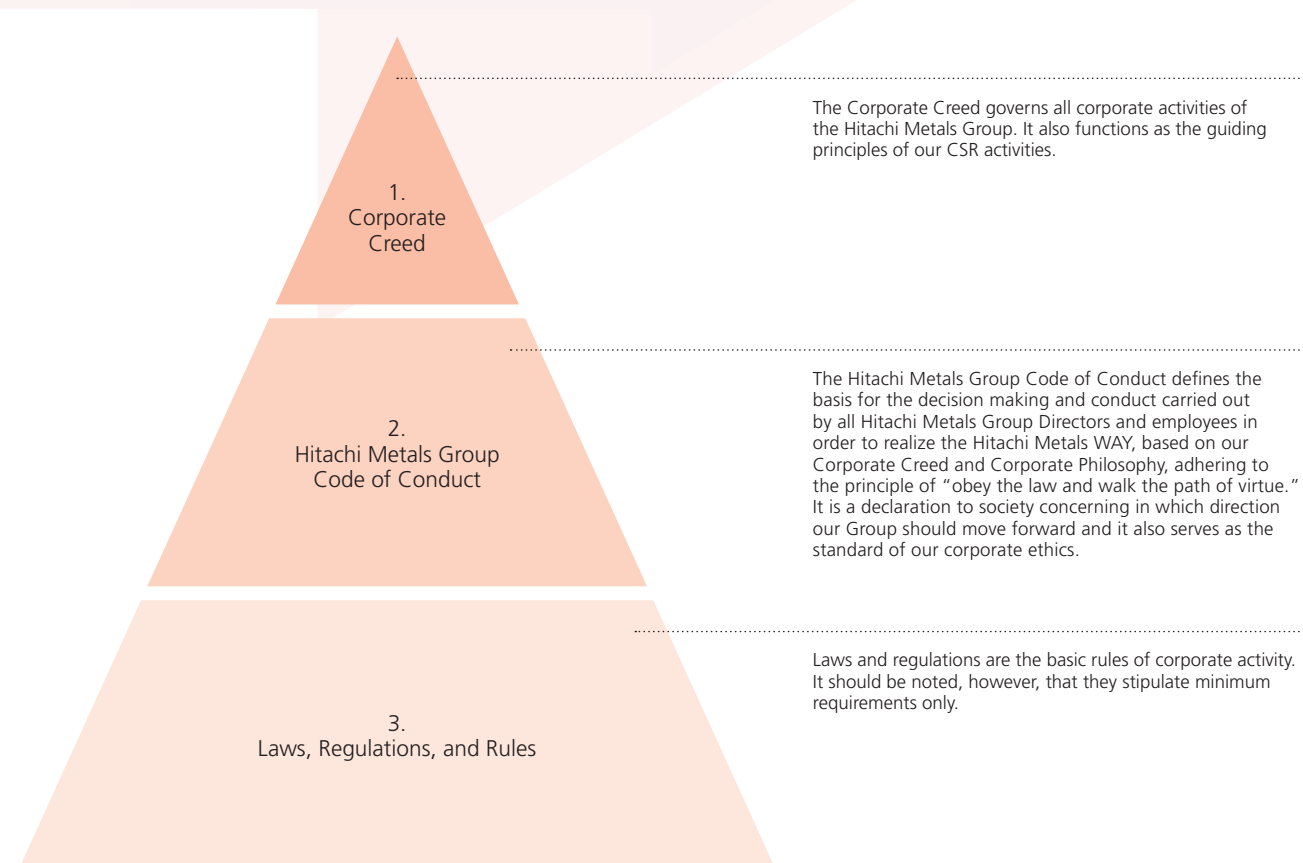 1.
Corporate
Creed
The Corporate Creed governs all corporate activities of
the Hitachi Metals Group. It also functions as the guiding
principles of our CSR activities.
2.
Hitachi Metals Group
Code of Conduct
The Hitachi Metals Group Code of Conduct defines the
basis for the decision making and conduct carried out
by all Hitachi Metals Group Directors and employees in
order to realize the Hitachi Metals WAY, based on our
Corporate Creed and Corporate Philosophy, adhering to
the principle of “obey the law and walk the path of virtue.”
It is a declaration to society concerning in which direction
our Group should move forward and it also serves as the
standard of our corporate ethics.
3.
Laws, Regulations, and Rules
Laws and regulations are the basic rules of corporate activity.
It should be noted, however, that they stipulate minimum
requirements only.